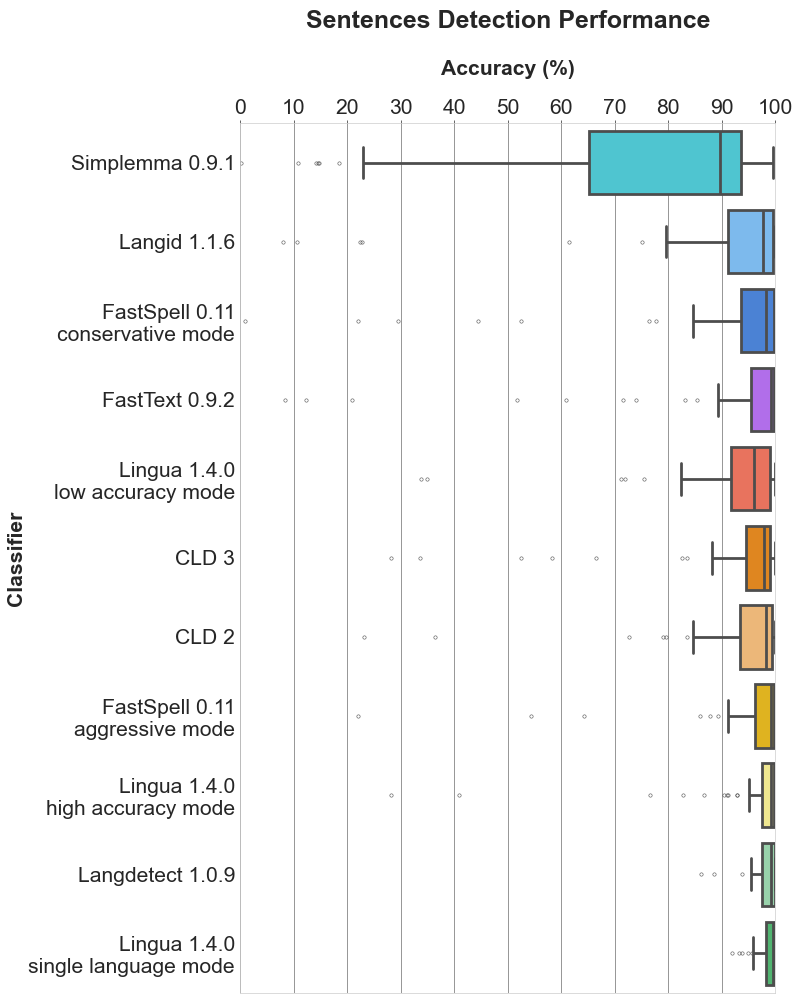 Sentences Detection Performance
Accuracy (%)
0 10 20 30 40 50 60 70 80 90 100
Simplemma 0.9.1
Langid 1.1.6
FastSpell 0.11
conservative mode
FastText 0.9.2
Lingua 1.4.0
low accuracy mode
CLD 3
CLD 2
FastSpell 0.11
aggressive mode
Lingua 1.4.0
high accuracy mode
Langdetect 1.0.9
Lingua 1.4.0
single language mode
Classifier